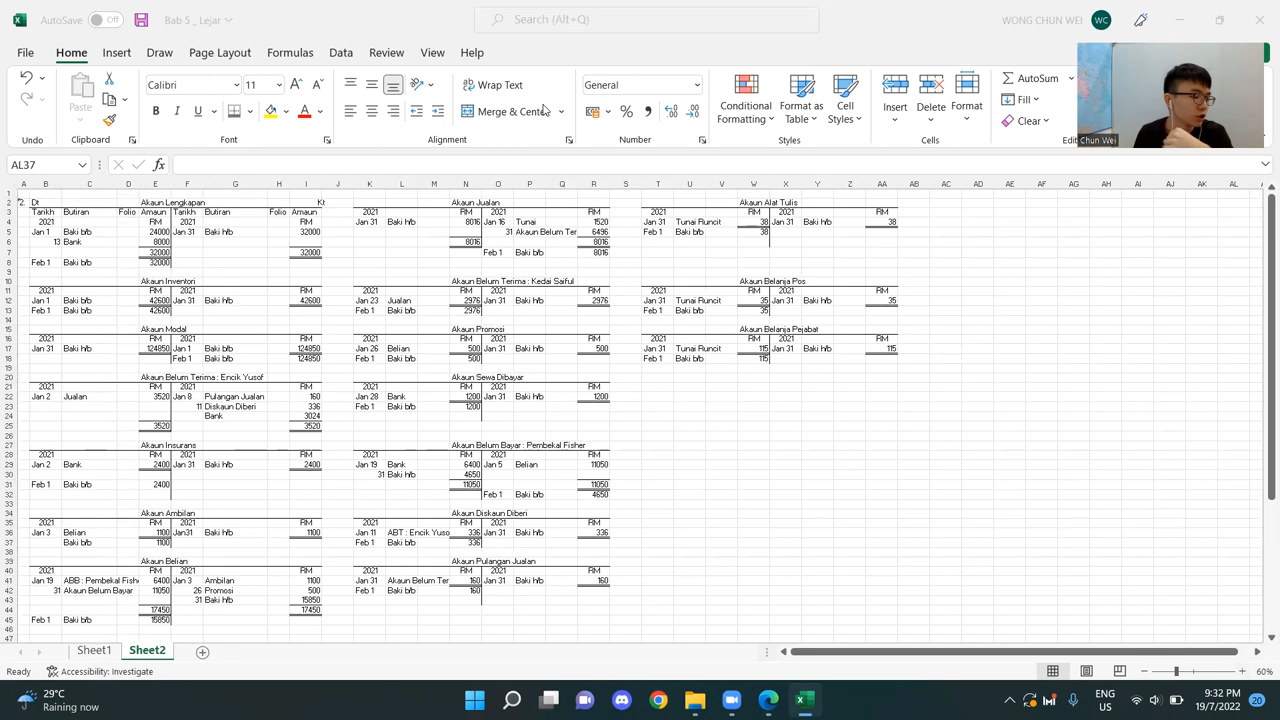 AutoSave Off Bab 5 _ Lejar Search (Alt+Q) WONG CHUN WEI WC
File Home Insert Draw Page Layout Formulas Data Review View Help
Undo Paste Clipboard
Calibri 11 Font
Wrap Text
Merge & Center
Alignment
General
Number
Conditional Formatting Format as Table Cell Styles
Styles
Insert Delete Format
Cells
AutoSum
Fill
Clear
Chun Wei
AL37
A B C D E F G H I J K L M N O P Q R S T U V W X Y Z AA AB AC AD AE AF AG AH AI AJ AK AL
Dt Akaun Lengkapan Kt
Tarikh Butiran Folio Amaun Tarikh Butiran Folio Amaun
2021 RM 2021 RM
Jan 1 Baki b/b 24000 Jan 31 Baki h/b 32000
13 Bank 8000
32000 32000
Feb 1 Baki b/b 32000
Akaun Inventori
2021 RM 2021 RM
Jan 1 Baki b/b 42600 Jan 31 Baki h/b 42600
Feb 1 Baki b/b 42600
Akaun Modal
2021 RM 2021 RM
Jan 31 Baki h/b 124850 Jan 1 Baki b/b 124850
Feb 1 Baki b/b 124850
Akaun Belum Terima : Encik Yusof
2021 RM 2021 RM
Jan 2 Jualan 3520 Jan 8 Pulangan Jualan 160
11 Diskaun Diberi 336
Bank 3024
3520 3520
Akaun Insurans
2021 RM 2021 RM
Jan 2 Bank 2400 Jan 31 Baki h/b 2400
Feb 1 Baki b/b 2400
Akaun Ambilan
2021 RM 2021 RM
Jan 3 Belian 1100 Jan31 Baki h/b 1100
Baki b/b 1100
Akaun Belian
2021 RM 2021 RM
Jan 19 ABB : Pembekal Fishe 6400 Jan 3 Ambilan 1100
31 Akaun Belum Bayar 11050 26 Promosi 500
31 Baki h/b 15850
17450 17450
Feb 1 Baki b/b 15850
Akaun Jualan
2021 RM 2021 RM
Jan 31 Baki h/b 8016 Jan 16 Tunai 1520
31 Akaun Belum Ter 6496
8016 8016
Feb 1 Baki b/b 8016
Akaun Belum Terima : Kedai Saiful
2021 RM 2021 RM
Jan 23 Jualan 2976 Jan 31 Baki h/b 2976
Feb 1 Baki b/b 2976
Akaun Promosi
2021 RM 2021 RM
Jan 26 Belian 500 Jan 31 Baki h/b 500
Feb 1 Baki b/b 500
Akaun Sewa Dibayar
2021 RM 2021 RM
Jan 28 Bank 1200 Jan 31 Baki h/b 1200
Feb 1 Baki b/b 1200
Akaun Belum Bayar : Pembekal Fisher
2021 RM 2021 RM
Jan 19 Bank 6400 Jan 5 Belian 11050
31 Baki h/b 4650
11050 11050
Feb 1 Baki b/b 4650
Akaun Diskaun Diberi
2021 RM 2021 RM
Jan 11 ABT : Encik Yuso 336 Jan 31 Baki h/b 336
Feb 1 Baki b/b 336
Akaun Pulangan Jualan
2021 RM 2021 RM
Jan 31 Akaun Belum Ter 160 Jan 31 Baki h/b 160
Feb 1 Baki b/b 160
Akaun Alat Tulis
2021 RM 2021 RM
Jan 31 Tunai Runcit 38 Jan 31 Baki h/b 38
Feb 1 Baki b/b 38
Akaun Belanja Pos
2021 RM 2021 RM
Jan 31 Tunai Runcit 35 Jan 31 Baki h/b 35
Feb 1 Baki b/b 35
Akaun Belanja Pejabat
2021 RM 2021 RM
Jan 31 Tunai Runcit 115 Jan 31 Baki h/b 115
Feb 1 Baki b/b 115
Sheet1 Sheet2
Ready Accessibility: Investigate 60%
29°C
Raining now
ENG
US
9:32 PM
19/7/2022
20